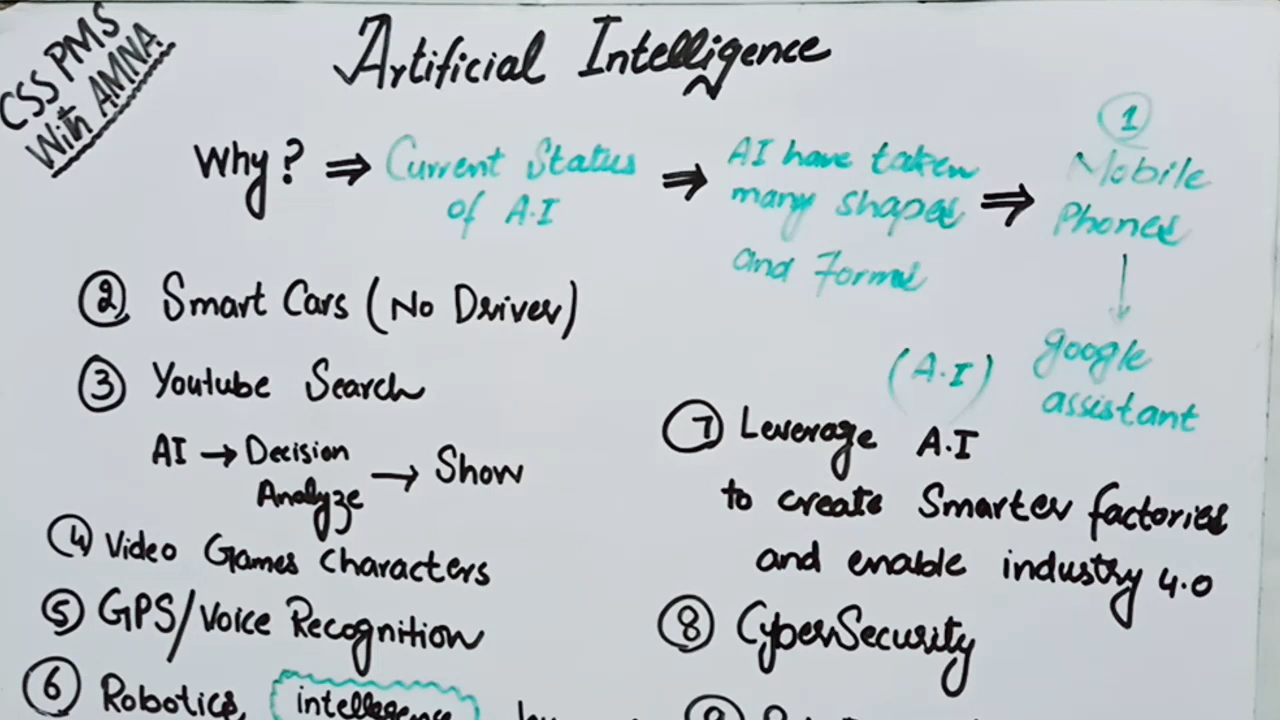 CSS PMS
With AMNA
Artificial Intelligence
Why? ⇒ Current Status
of A.I
⇒ AI have taken
many shapes
and Forms
⇒ 1
Mobile
Phones
↓
google
assistant
(A.I)
2 Smart Cars (No Driver)
3 Youtube Search
AI → Decision
Analyze → Show
4 Video Games Characters
5 GPS/Voice Recognition
6 Robotics, intellegence
7 Leverage A.I
to create Smarter factories
and enable industry 4.0
8 CyberSecurity
9